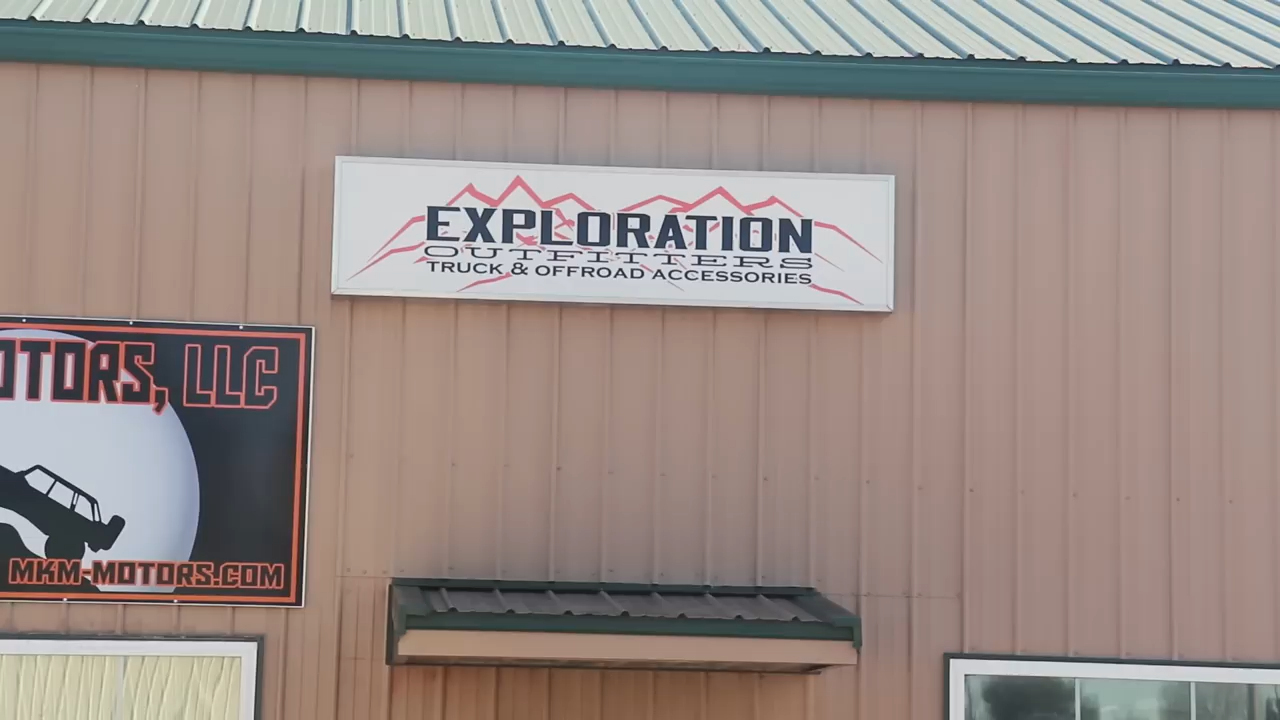 EXPLORATION
OUTFITTERS
TRUCK & OFFROAD ACCESSORIES
OTORS, LLC
MKM-MOTORS.COM